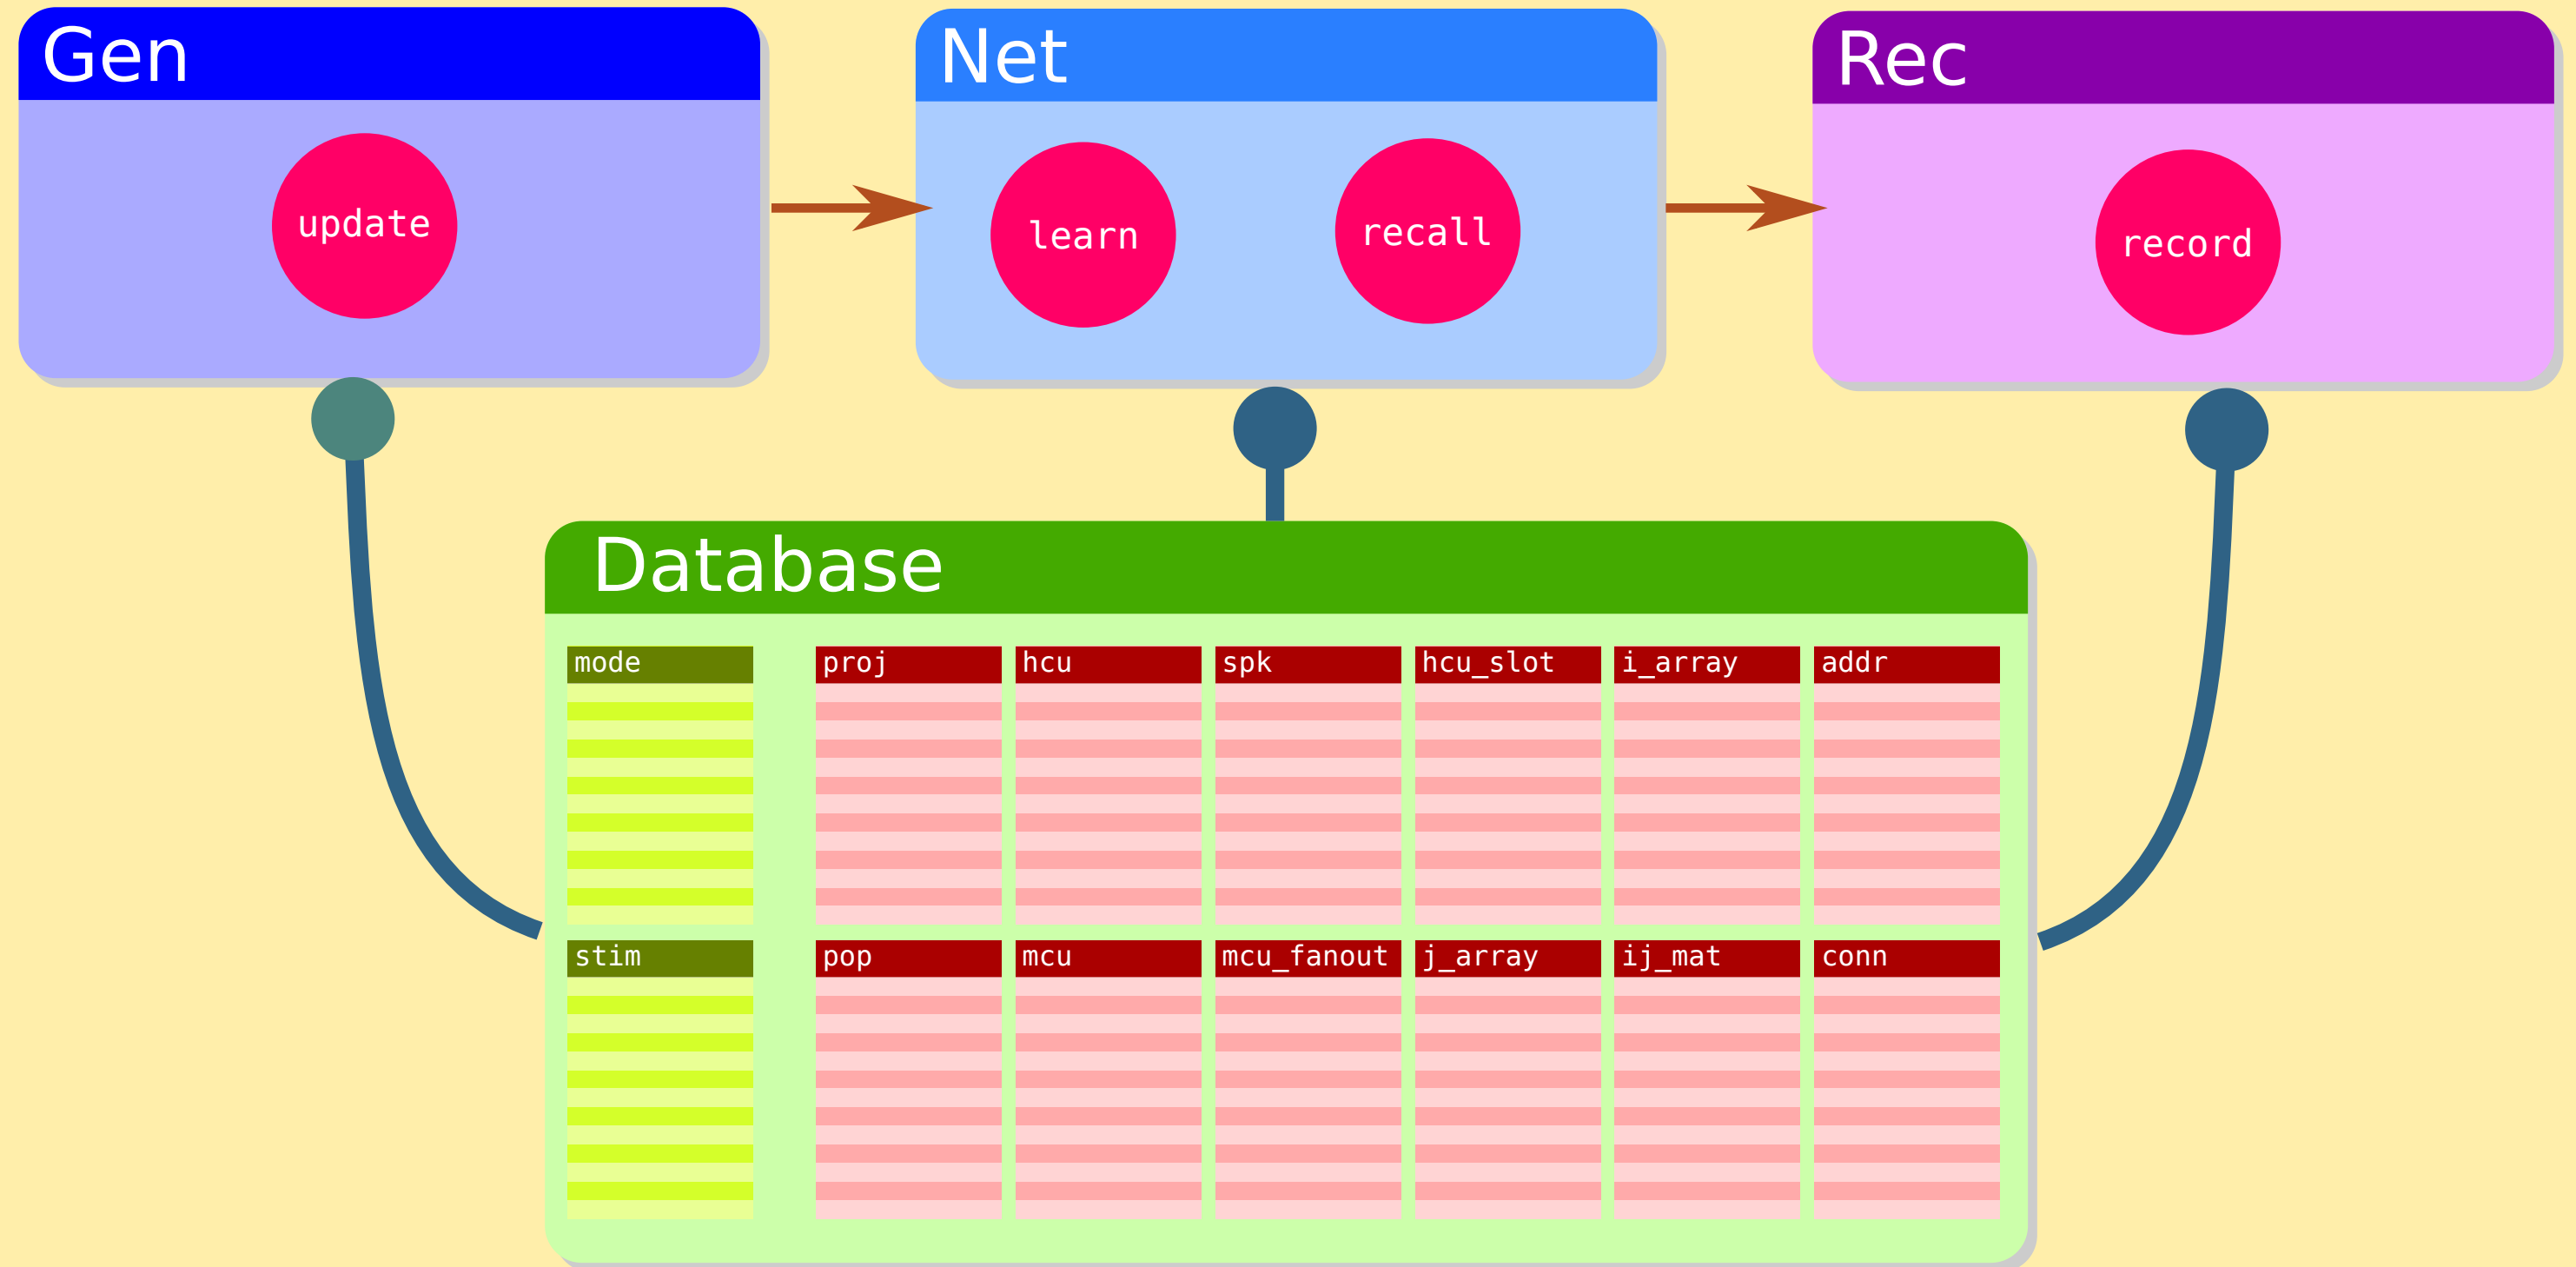 Gen
Net
Rec
update
learn
recall
record
Database
mode
proj
hcu
spk
hcu_slot
i_array
addr
stim
pop
mcu
mcu_fanout
j_array
ij_mat
conn